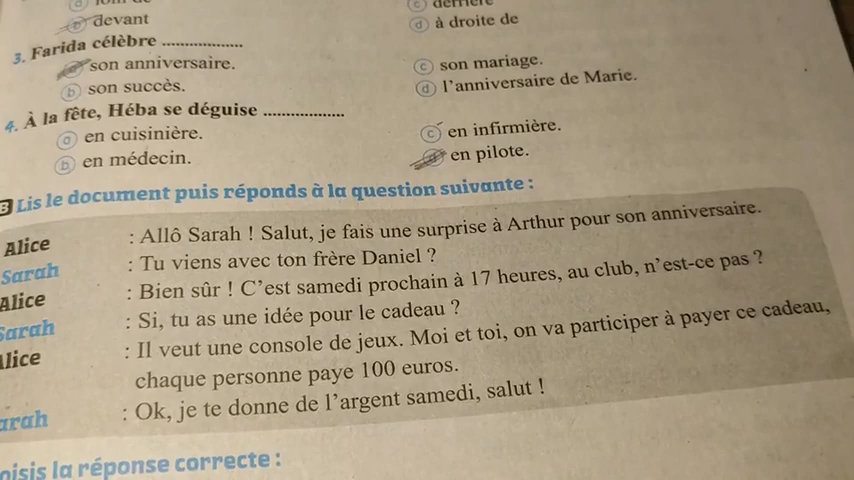 devant
d à droite de
3. Farida célèbre ..................
son anniversaire.
c son mariage.
b son succès.
d l'anniversaire de Marie.
4. À la fête, Héba se déguise ..................
a en cuisinière.
c en infirmière.
b en médecin.
d en pilote.
B Lis le document puis réponds à la question suivante :
Alice : Allô Sarah ! Salut, je fais une surprise à Arthur pour son anniversaire.
Sarah : Tu viens avec ton frère Daniel ?
Alice : Bien sûr ! C'est samedi prochain à 17 heures, au club, n'est-ce pas ?
Sarah : Si, tu as une idée pour le cadeau ?
Alice : Il veut une console de jeux. Moi et toi, on va participer à payer ce cadeau,
chaque personne paye 100 euros.
arah : Ok, je te donne de l'argent samedi, salut !
oisis la réponse correcte :